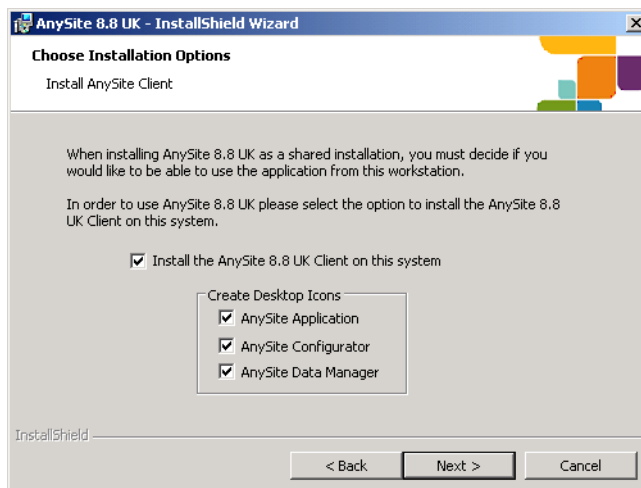 AnySite 8.8 UK - InstallShield Wizard
Choose Installation Options
Install AnySite Client
When installing AnySite 8.8 UK as a shared installation, you must decide if you
would like to be able to use the application from this workstation.
In order to use AnySite 8.8 UK please select the option to install the AnySite 8.8
UK Client on this system.
Install the AnySite 8.8 UK Client on this system
Create Desktop Icons
AnySite Application
AnySite Configurator
AnySite Data Manager
InstallShield
< Back Next > Cancel